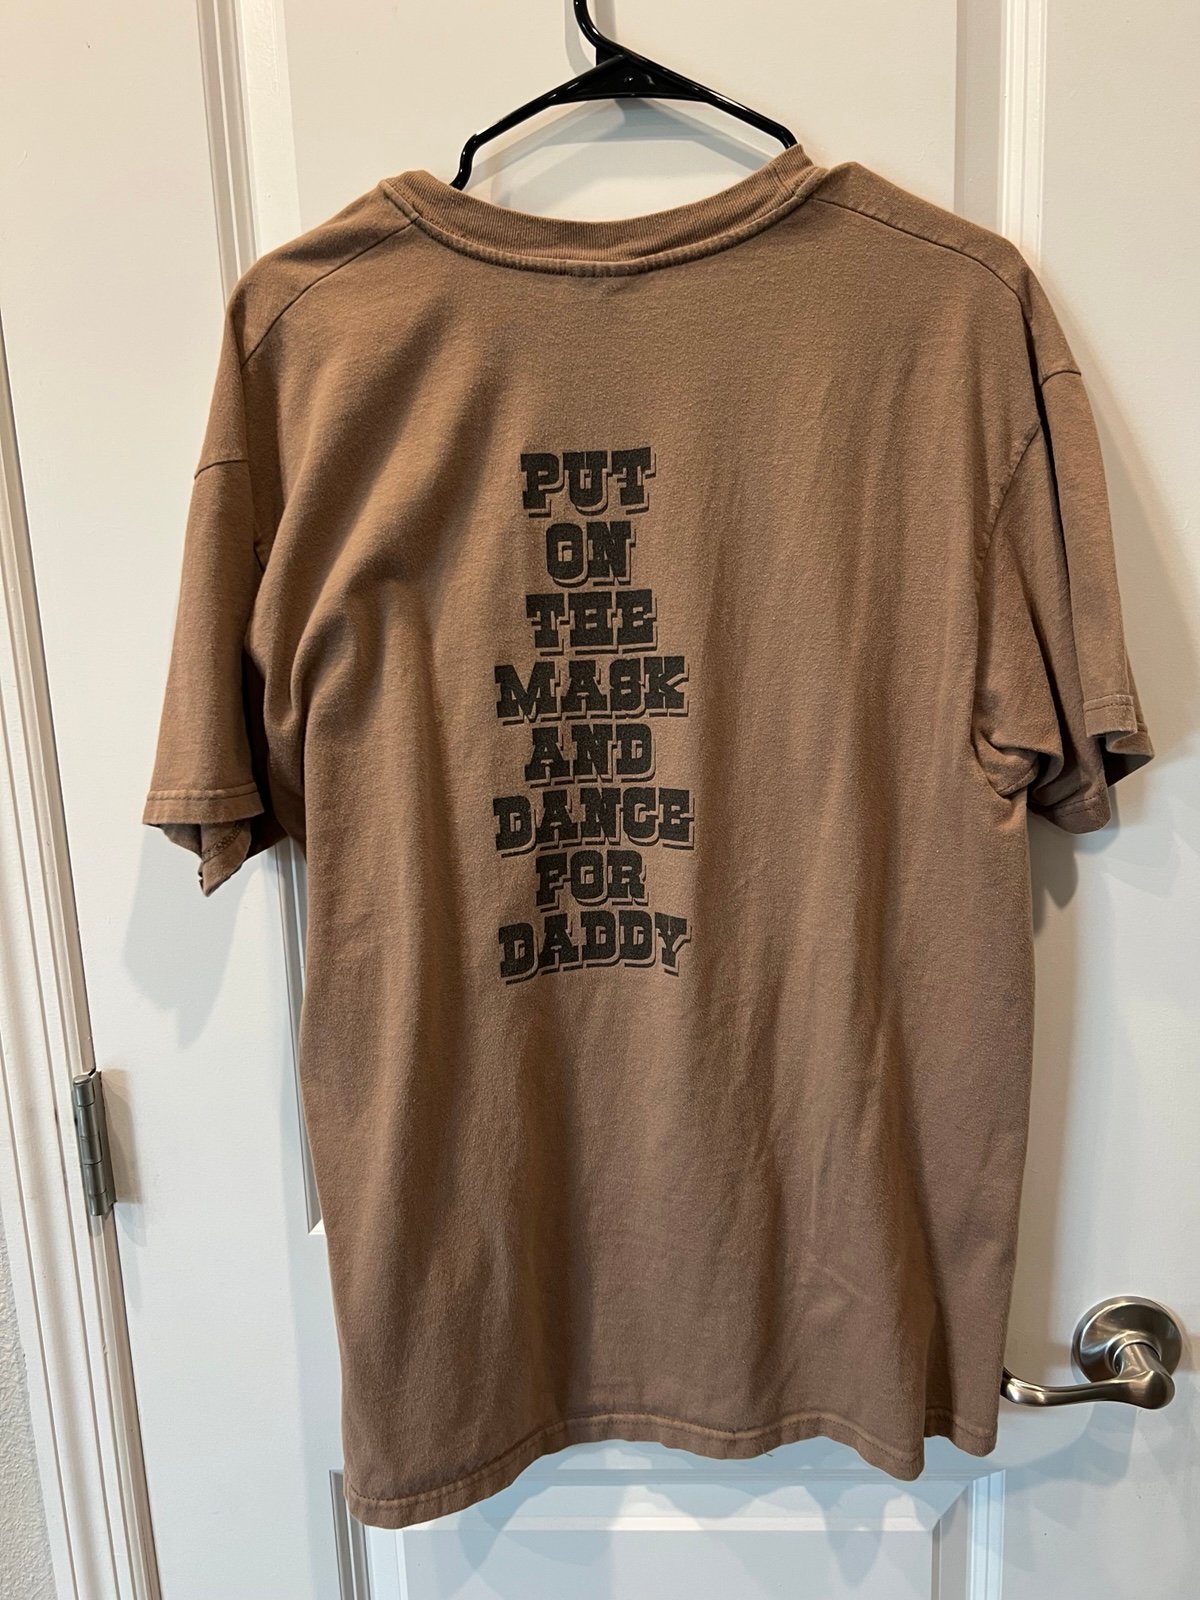 PUT
ON
THE
MASK
AND
DANCE
FOR
DADDY